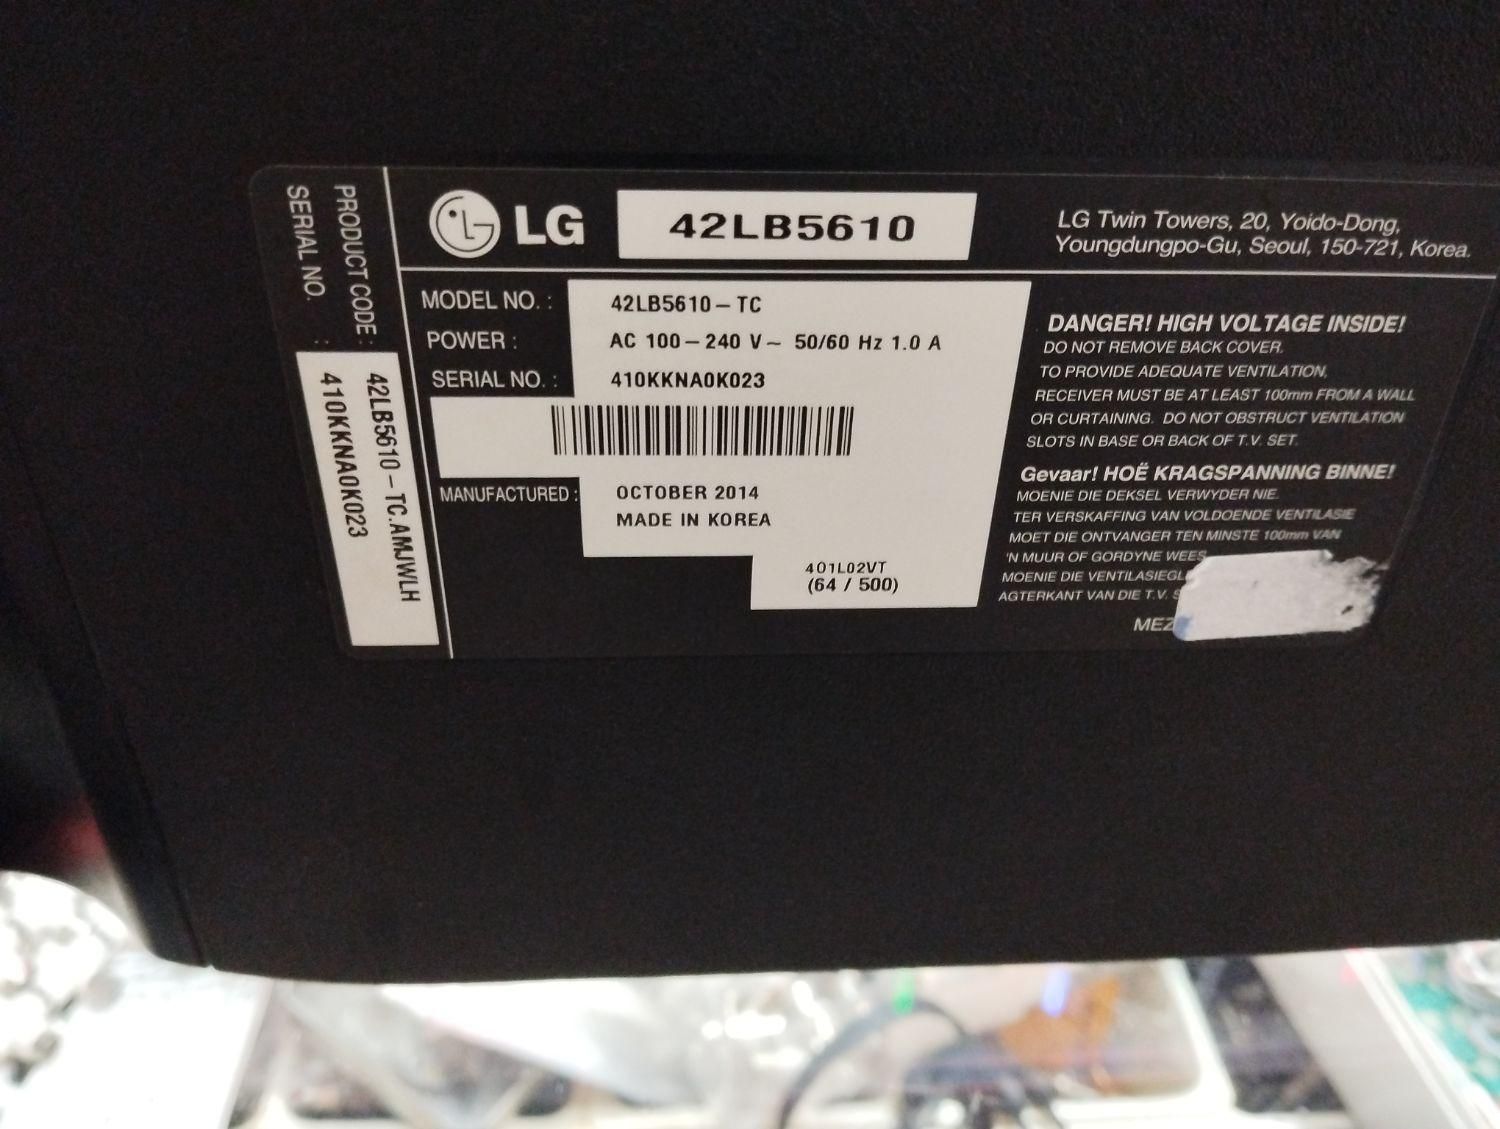 LG
42LB5610
LG Twin Towers, 20, Yoido-Dong,
Youngdungpo-Gu, Seoul, 150-721, Korea.
MODEL NO. : 42LB5610-TC
POWER : AC 100-240 V~ 50/60 Hz 1.0 A
SERIAL NO. : 410KKNA0K023
MANUFACTURED : OCTOBER 2014
MADE IN KOREA
401L02VT
(64 / 500)
DANGER! HIGH VOLTAGE INSIDE!
DO NOT REMOVE BACK COVER.
TO PROVIDE ADEQUATE VENTILATION,
RECEIVER MUST BE AT LEAST 100mm FROM A WALL
OR CURTAINING. DO NOT OBSTRUCT VENTILATION
SLOTS IN BASE OR BACK OF T.V. SET.
Gevaar! HOË KRAGSPANNING BINNE!
MOENIE DIE DEKSEL VERWYDER NIE.
TER VERSKAFFING VAN VOLDOENDE VENTILASIE
MOET DIE ONTVANGER TEN MINSTE 100mm VAN
'N MUUR OF GORDYNE WEES
MOENIE DIE
AGTERKANT VAN DIE T.V.
PRODUCT CODE : 42LB5610-TC.AMJWLH
SERIAL NO. : 410KKNA0K023